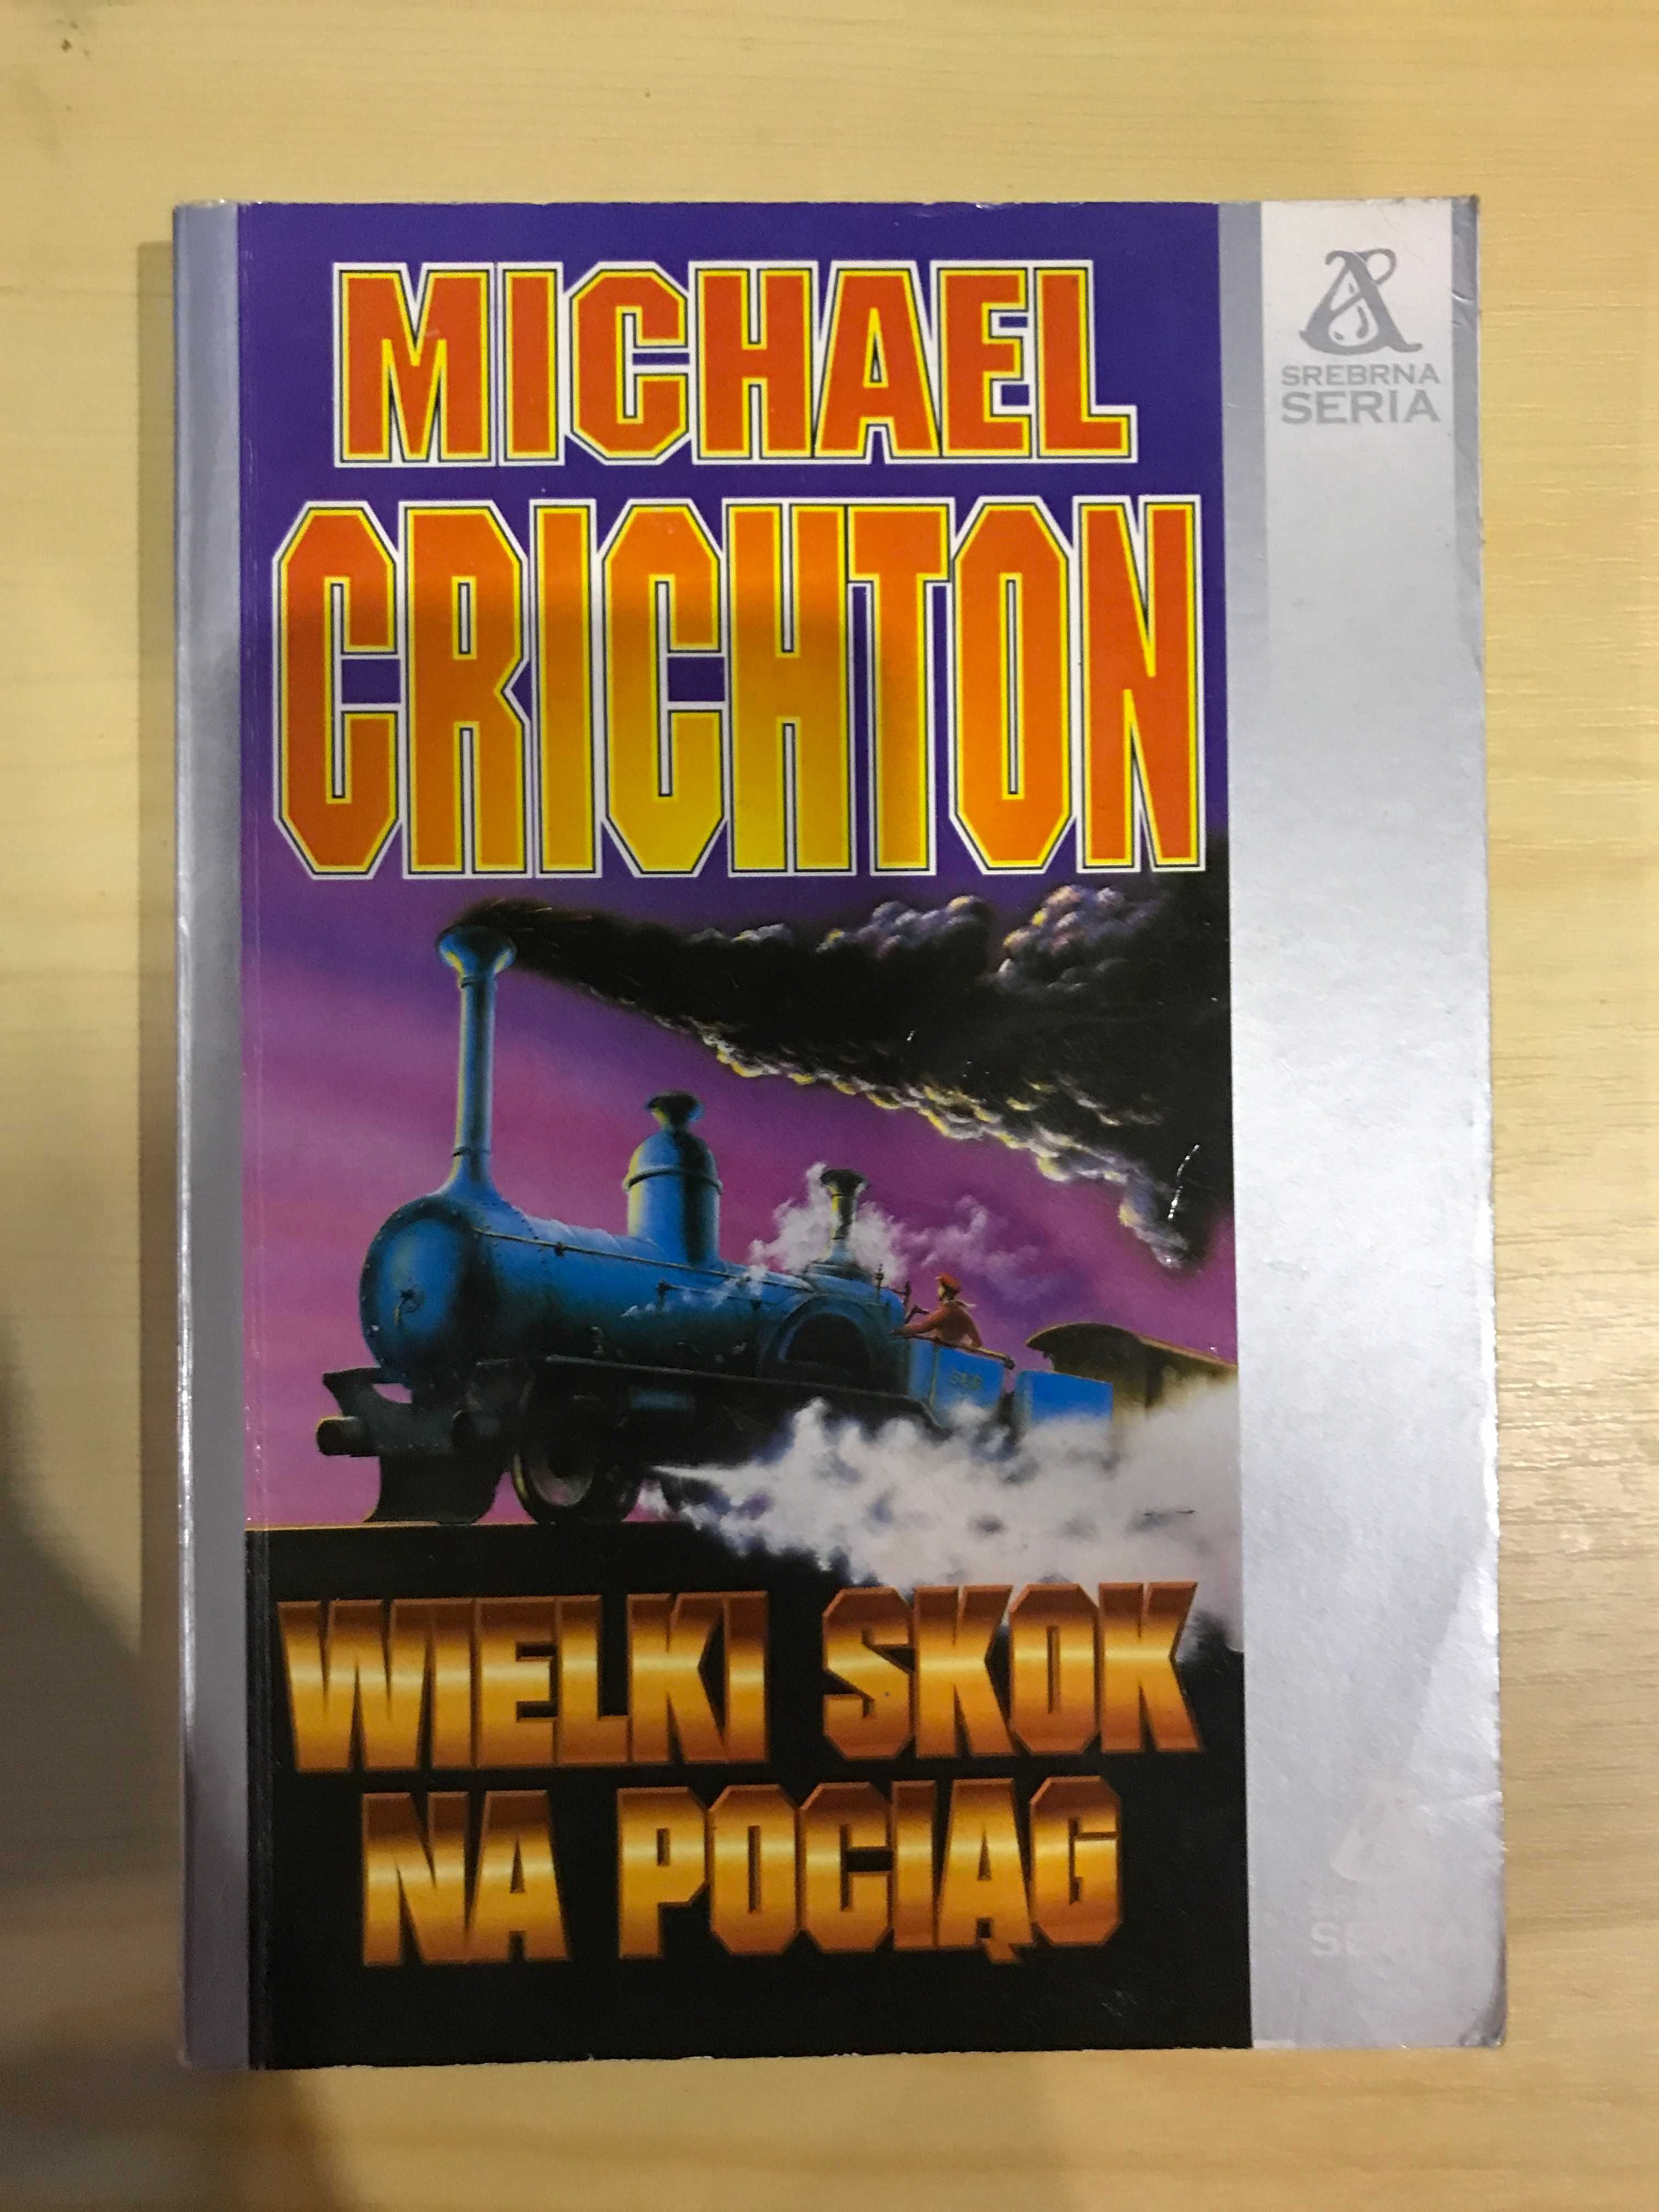 MICHAEL
CRICHTON
SREBRNA
SERIA
WIELKI SKOK
NA POCIĄG